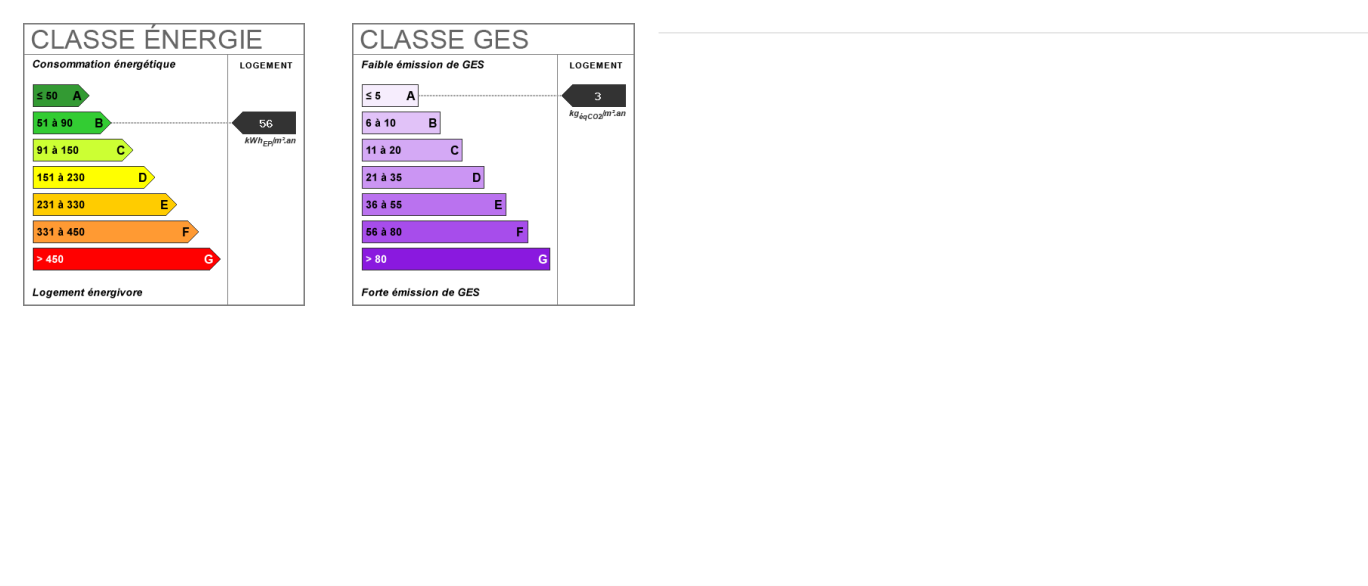 CLASSE ÉNERGIE
Consommation énergétique
LOGEMENT
≤ 50 A
51 à 90 B
56
kWhEP/m².an
91 à 150 C
151 à 230 D
231 à 330 E
331 à 450 F
> 450 G
Logement énergivore
CLASSE GES
Faible émission de GES
LOGEMENT
≤ 5 A
3
kgéqCO2/m².an
6 à 10 B
11 à 20 C
21 à 35 D
36 à 55 E
56 à 80 F
> 80 G
Forte émission de GES